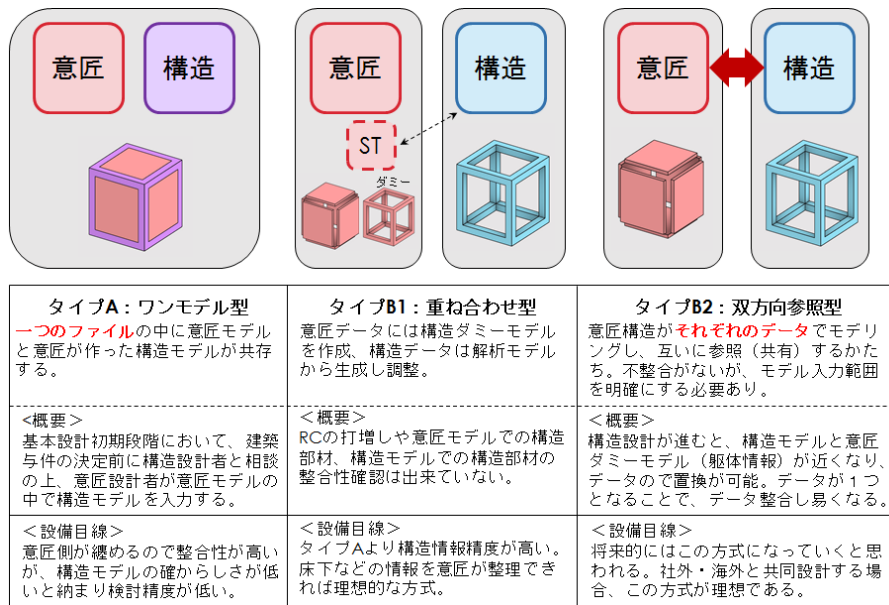 意匠
構造
意匠
構造
ST
ダミー
意匠
構造
タイプA:ワンモデル型
一つのファイルの中に意匠モデル
と意匠が作った構造モデルが共存
する。
<概要>
基本設計初期段階において、建築
与件の決定前に構造設計者と相談
の上、意匠設計者が意匠モデルの
中で構造モデルを入力する。
<設備目線>
意匠側が纏めるので整合性が高い
が、構造モデルの確からしさが低
いと納まり検討精度が低い。
タイプB1:重ね合わせ型
意匠データには構造ダミーモデル
を作成、構造データは解析モデル
から生成し調整。
<概要>
RCの打増しや意匠モデルでの構造
部材、構造モデルでの構造部材の
整合性確認は出来ていない。
<設備目線>
タイプAより構造情報精度が高い。
床下などの情報を意匠が整理でき
れば理想的な方式。
タイプB2:双方向参照型
意匠構造がそれぞれのデータでモデリ
ングし、互いに参照(共有)するかた
ち。不整合がないが、モデル入力範囲
を明確にする必要あり。
<概要>
構造設計が進むと、構造モデルと意匠
ダミーモデル(躯体情報)が近くなり、
データので置換が可能。データが1つ
となることで、データ整合し易くなる。
<設備目線>
将来的にはこの方式になっていくと思
われる。社外・海外と共同設計する場
合、この方式が理想である。